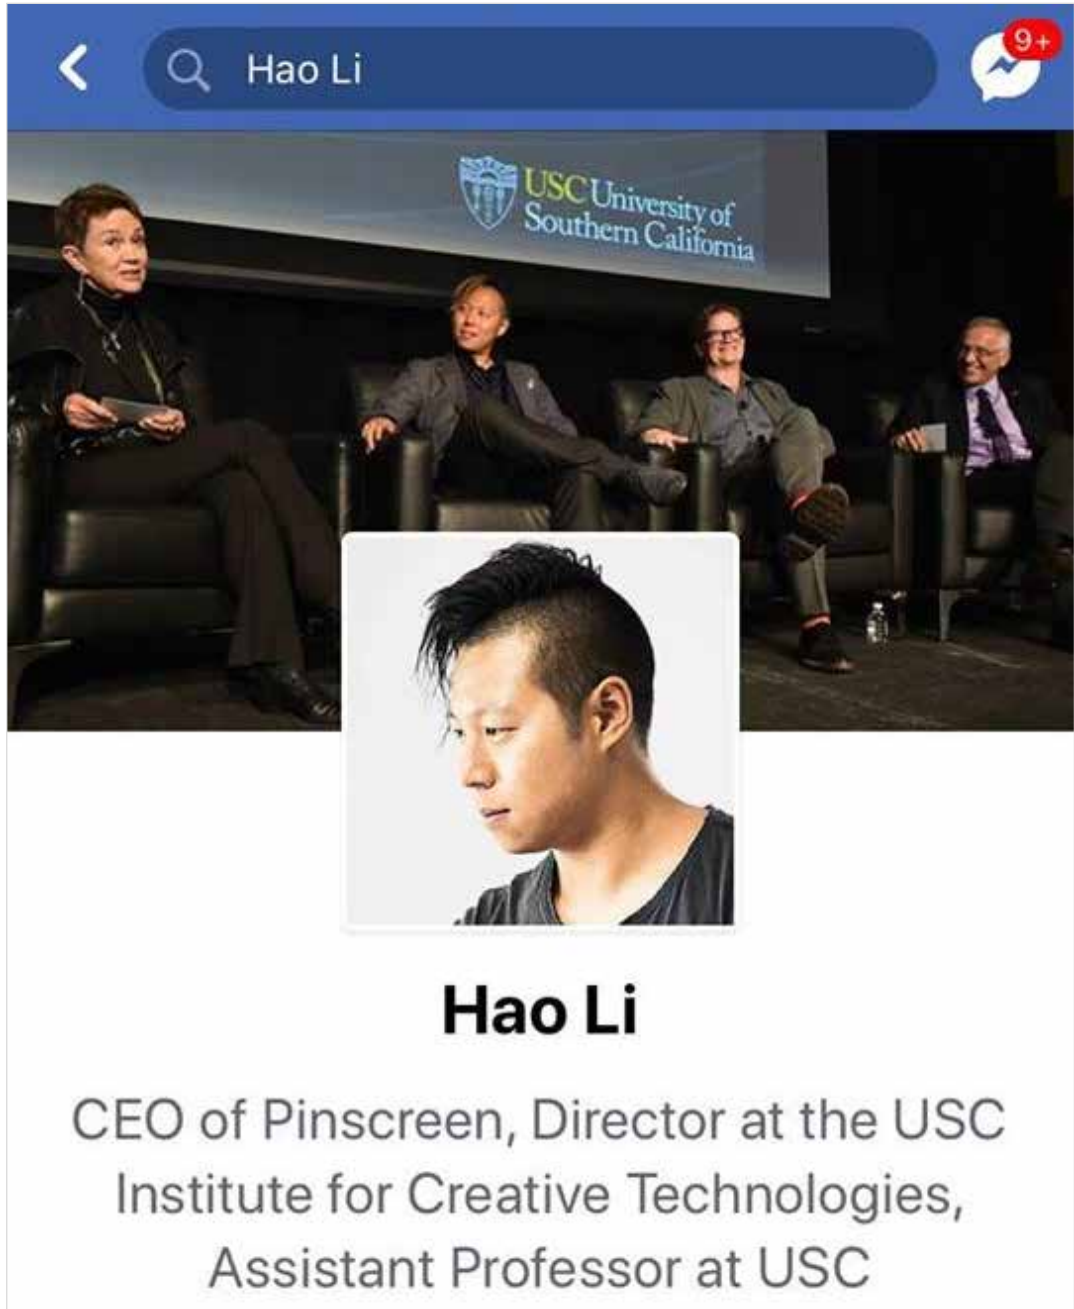 Hao Li
9+
USC University of
Southern California
Hao Li
CEO of Pinscreen, Director at the USC
Institute for Creative Technologies,
Assistant Professor at USC